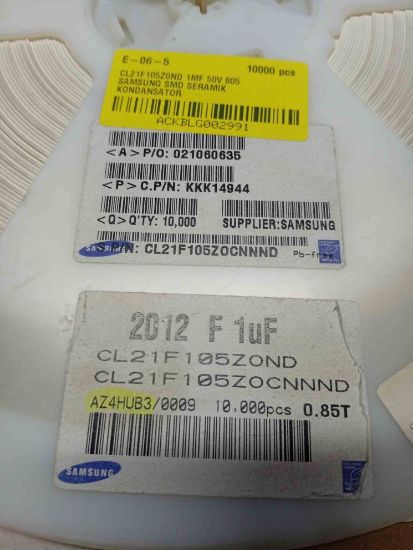 E-06-5 10000 pcs
CL21F105ZOND 1MF 50V 805
SAMSUNG SMD SERAMIK
KONDANSATOR
ACKBLG002991
<A> P/O: 021060635
<P> C.P/N: KKK14944
<Q> Q'TY: 10,000 SUPPLIER:SAMSUNG
SAMSUNG P/N: CL21F105ZOCNNND Pb-free
2012 F 1uF
CL21F105ZOND
CL21F105ZOCNNND
AZ4HUB3/0009 10,000pcs 0.85T
SAMSUNG